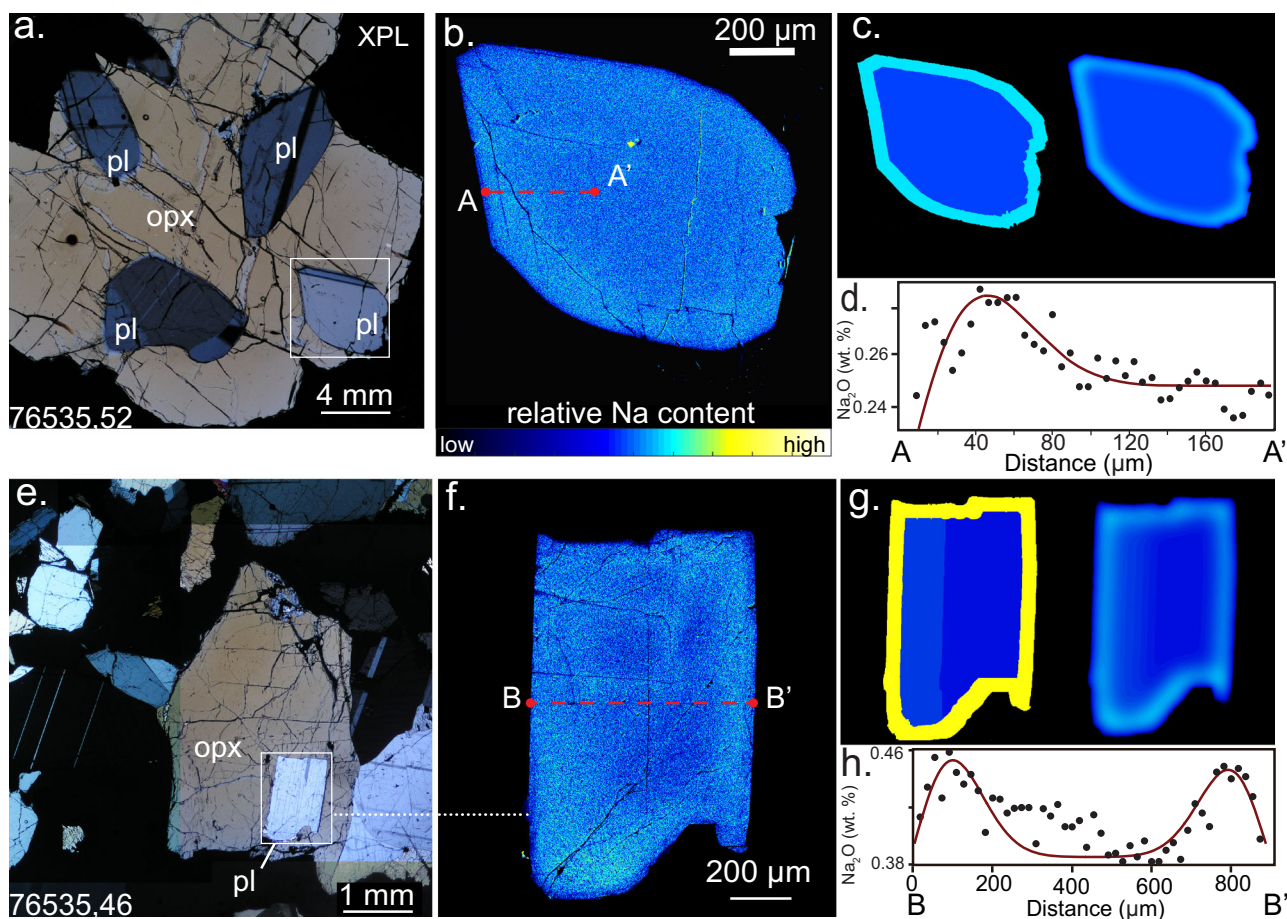 a.
XPL
pl
pl
opx
pl
pl
4 mm
76535,52
b.
200 µm
A
A'
relative Na content
low
high
c.
d.
Na₂O (wt. %)
0.26
0.24
40
80
120
160
A
Distance (µm)
A'
e.
opx
pl
1 mm
76535,46
f.
B
B'
200 µm
g.
h.
Na₂O (wt. %)
0.46
0.38
0
200
400
600
800
B
Distance (µm)
B'